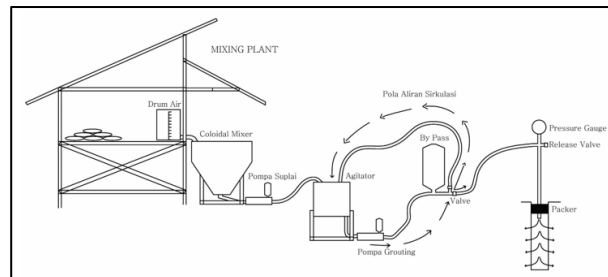 MIXING PLANT
Drum Air
Coloidal Mixer
Pompa Suplai
Agitator
Pola Aliran Sirkulasi
By Pass
Valve
Pompa Grouting
Pressure Gauge
Release Valve
Packer